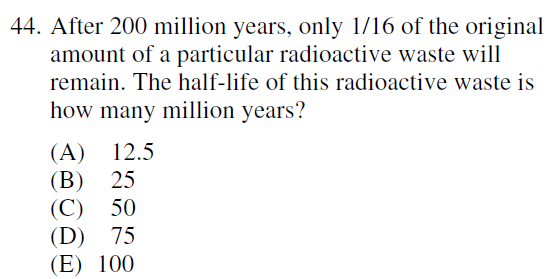 44. After 200 million years, only 1/16 of the original
amount of a particular radioactive waste will
remain. The half-life of this radioactive waste is
how many million years?
(A) 12.5
(B) 25
(C) 50
(D) 75
(E) 100